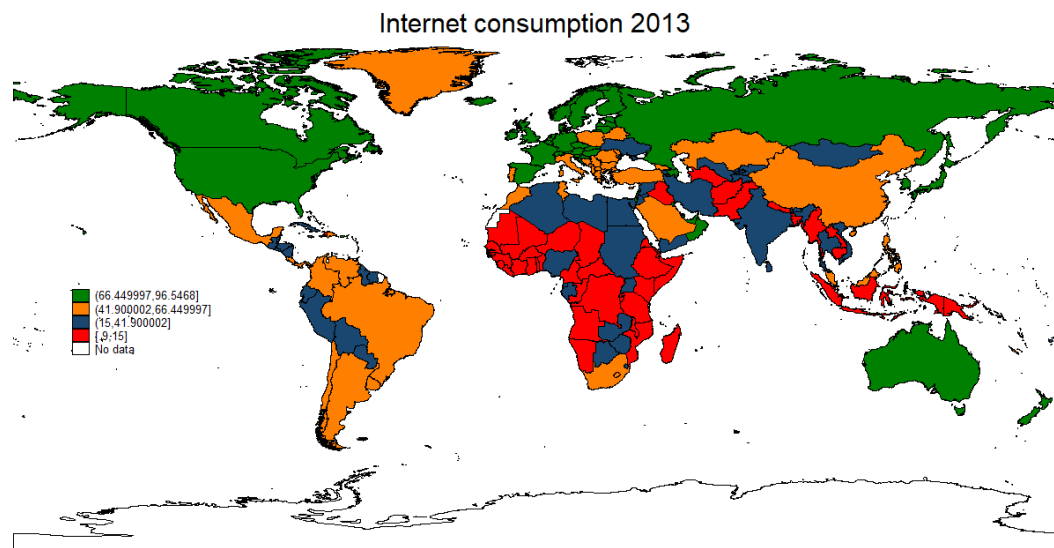 Internet consumption 2013
(66.449997,96.5468]
(41.900002,66.449997]
(15,41.900002]
[.9,15]
No data